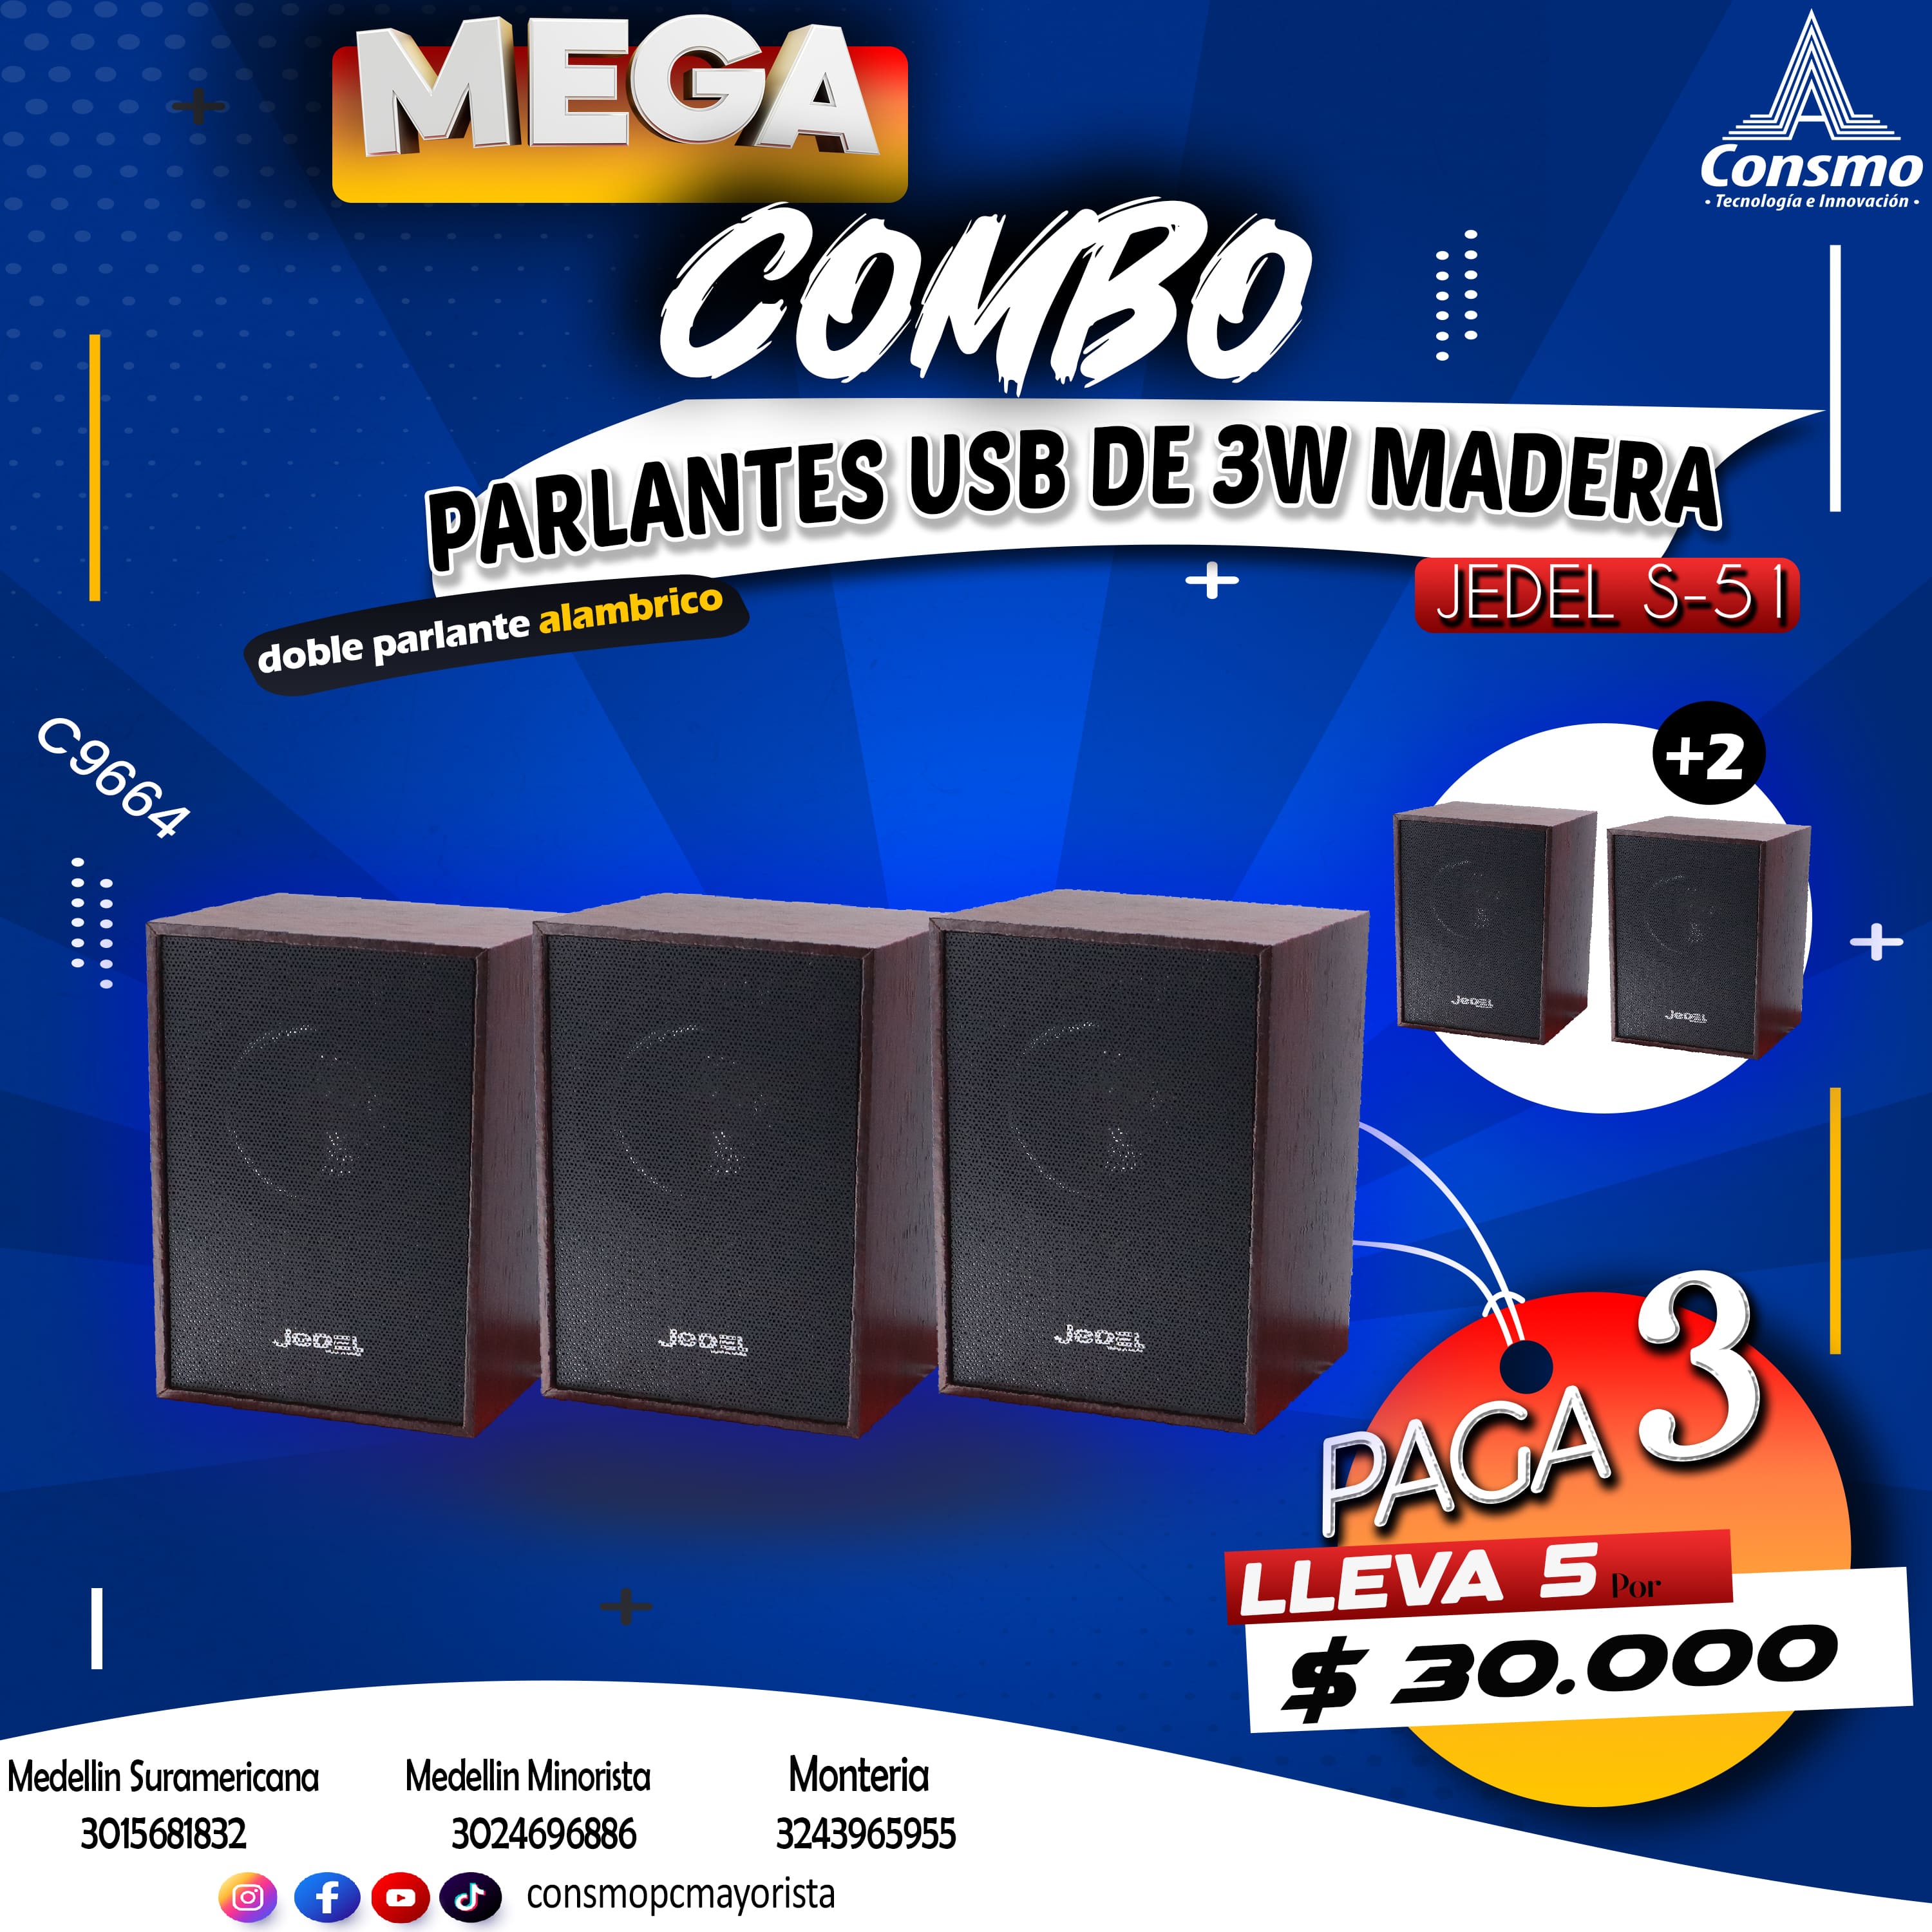 MEGA
Consmo
• Tecnología e Innovación •
COMBO
PARLANTES USB DE 3W MADERA
JEDEL S-51
doble parlante alambrico
C9664
+2
JEDEL
JEDEL
JEDEL
JEDEL
JEDEL
PAGA 3
LLEVA 5 Por
$ 30.000
Medellin Suramericana
3015681832
Medellin Minorista
3024696886
Monteria
3243965955
consmopcmayorista